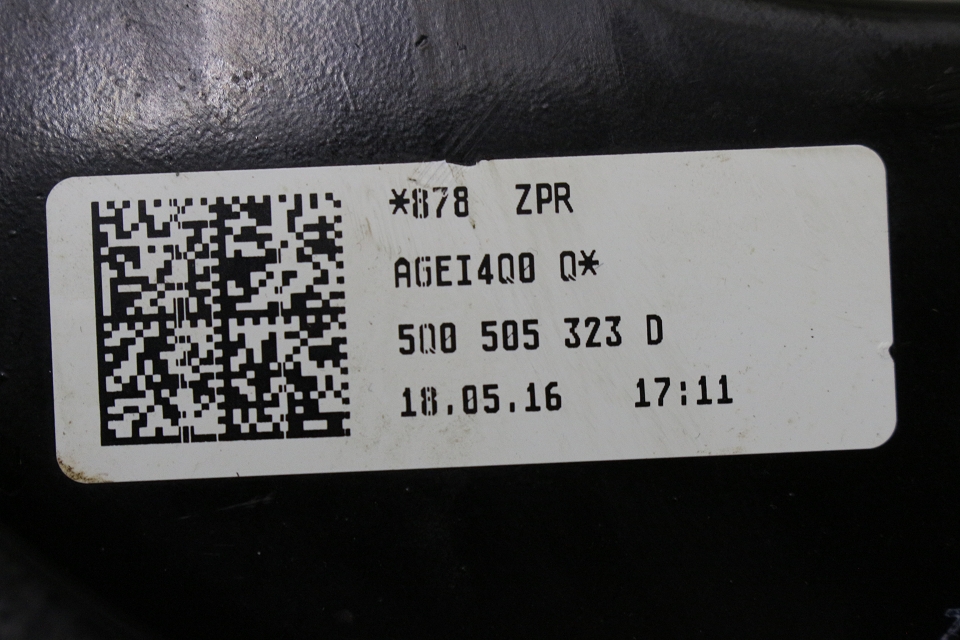 *878 ZPR
AGEI4Q0 Q*
5Q0 505 323 D
18.05.16 17:11